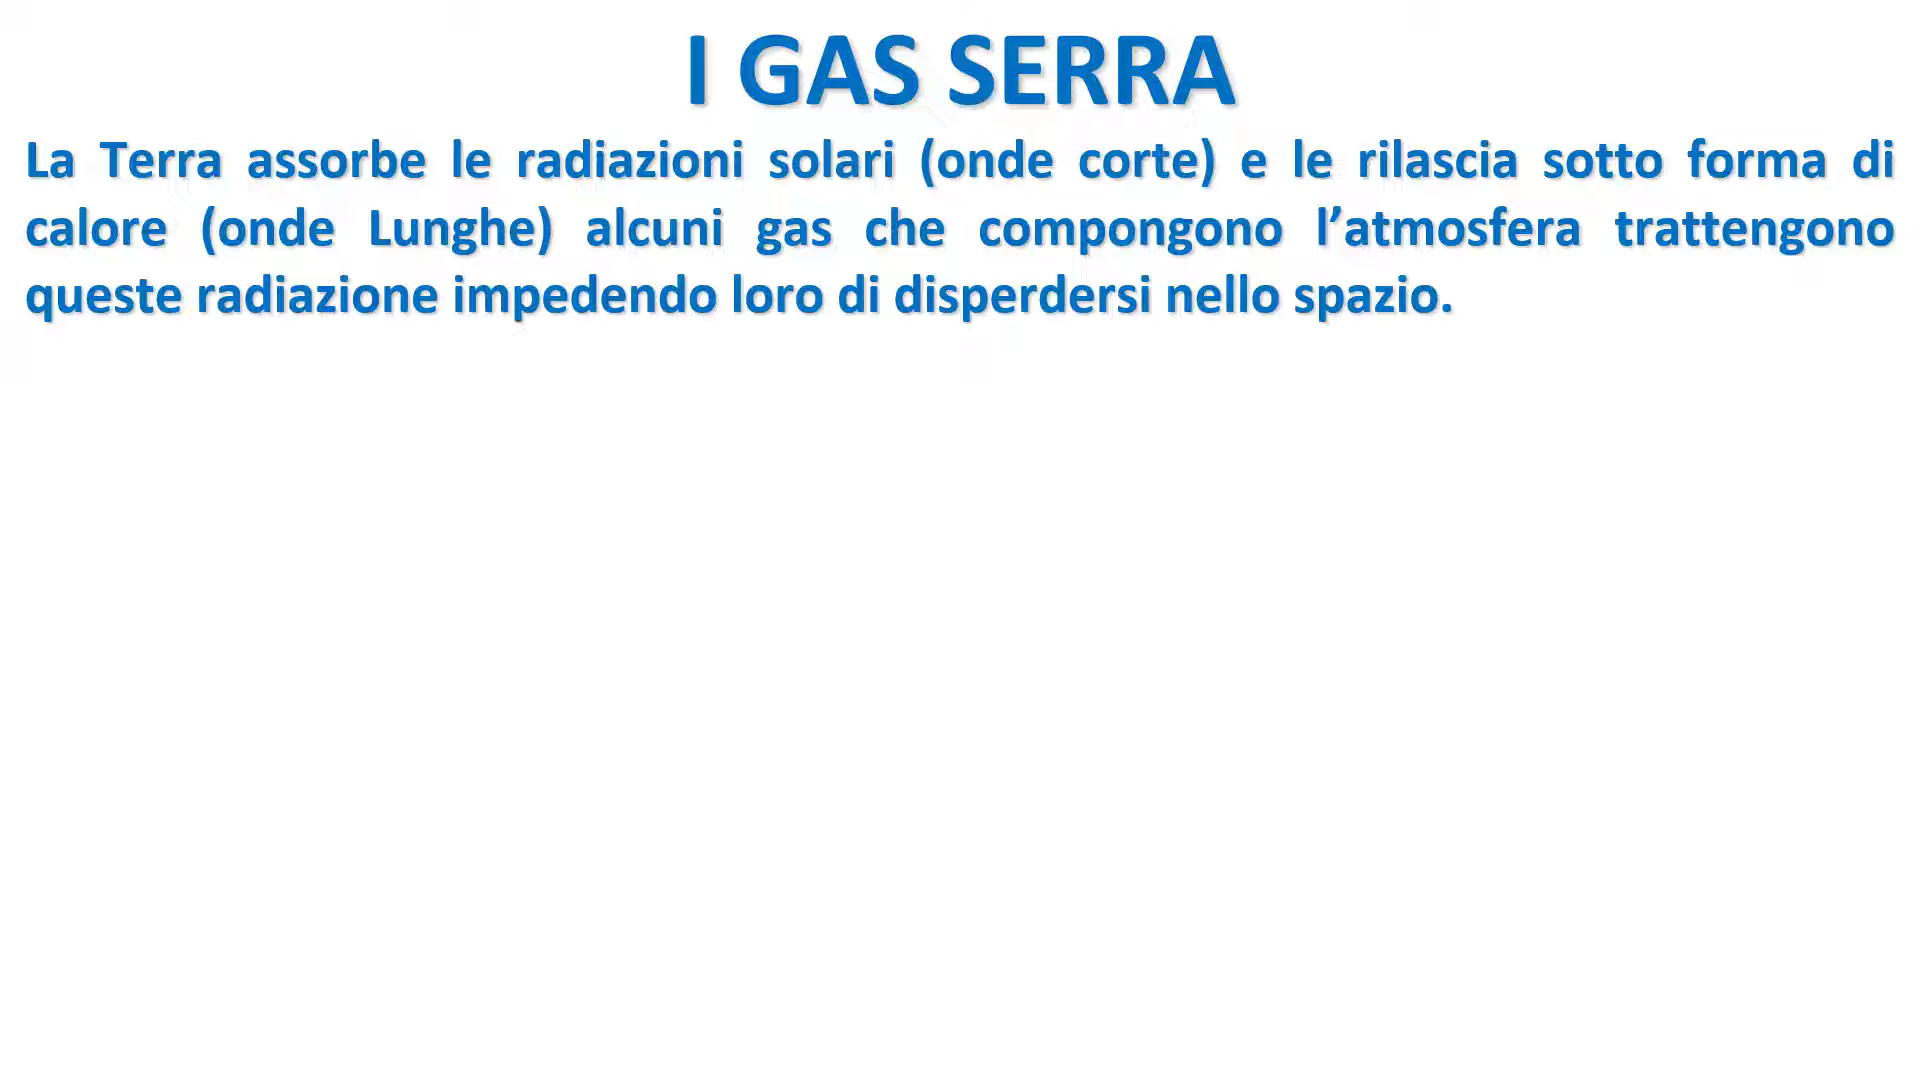 I GAS SERRA
La Terra assorbe le radiazioni solari (onde corte) e le rilascia sotto forma di
calore (onde Lunghe) alcuni gas che compongono l’atmosfera trattengono
queste radiazione impedendo loro di disperdersi nello spazio.